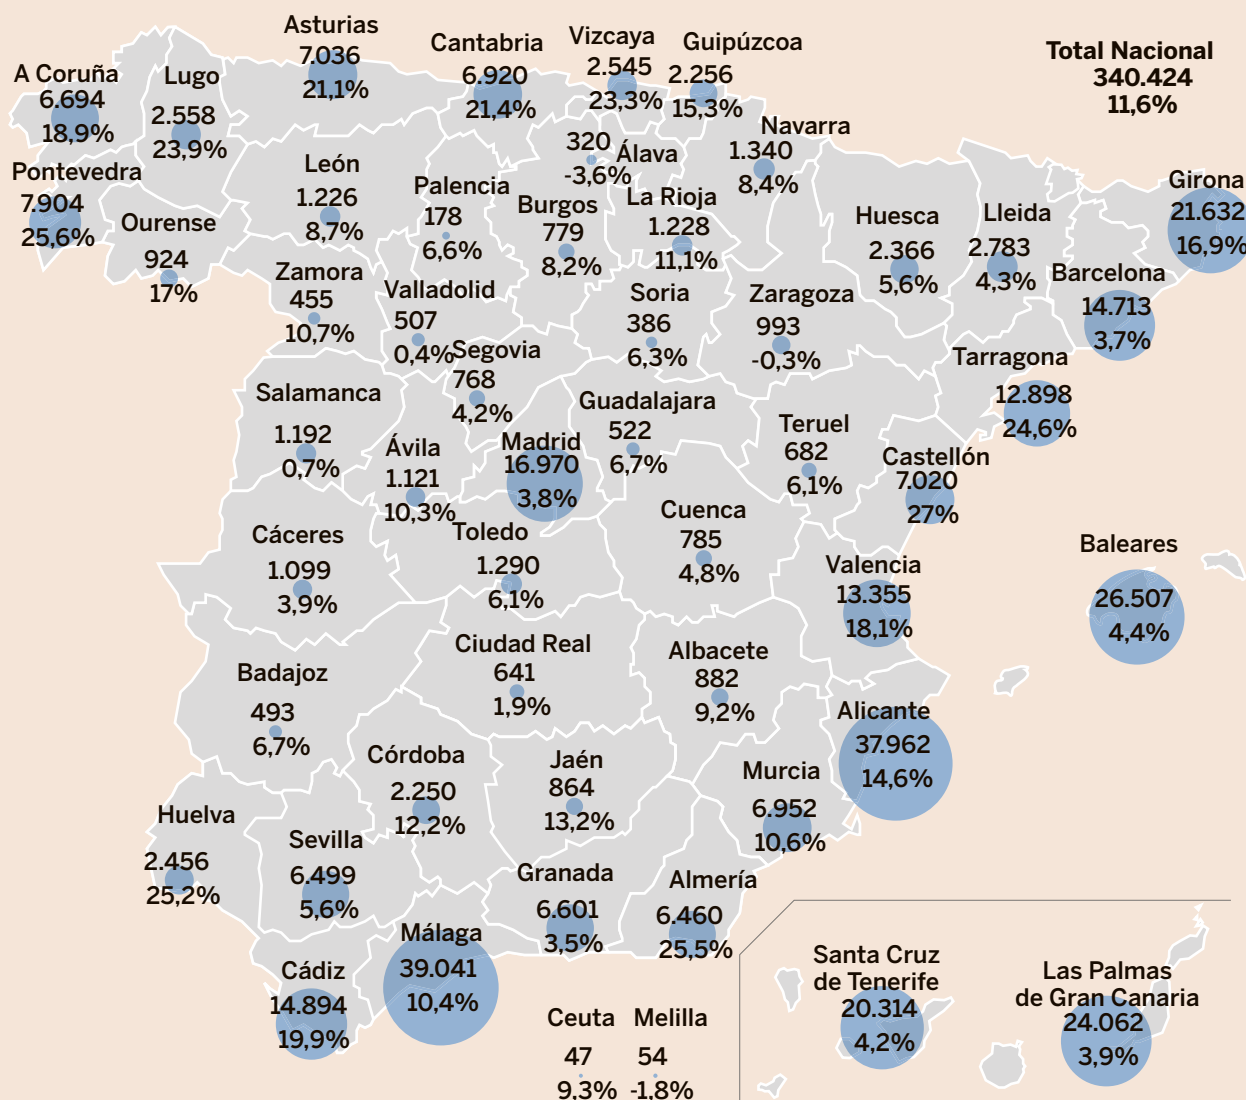 Total Nacional
340.424
11,6%
A Coruña
6.694
18,9%
Lugo
2.558
23,9%
Asturias
7.036
21,1%
Cantabria
6.920
21,4%
Vizcaya
2.545
23,3%
Guipúzcoa
2.256
15,3%
Pontevedra
7.904
25,6%
Ourense
924
17%
León
1.226
8,7%
Palencia
178
6,6%
Burgos
779
8,2%
320
Álava
-3,6%
La Rioja
1.228
11,1%
Navarra
1.340
8,4%
Huesca
2.366
5,6%
Lleida
2.783
4,3%
Girona
21.632
16,9%
Barcelona
14.713
3,7%
Zamora
455
10,7%
Valladolid
507
0,4%
Soria
386
6,3%
Zaragoza
993
-0,3%
Tarragona
12.898
24,6%
Segovia
768
4,2%
Salamanca
1.192
0,7%
Ávila
1.121
10,3%
Madrid
16.970
3,8%
Guadalajara
522
6,7%
Teruel
682
6,1%
Castellón
7.020
27%
Cáceres
1.099
3,9%
Toledo
1.290
6,1%
Cuenca
785
4,8%
Valencia
13.355
18,1%
Baleares
26.507
4,4%
Badajoz
493
6,7%
Ciudad Real
641
1,9%
Albacete
882
9,2%
Alicante
37.962
14,6%
Huelva
2.456
25,2%
Córdoba
2.250
12,2%
Jaén
864
13,2%
Murcia
6.952
10,6%
Sevilla
6.499
5,6%
Granada
6.601
3,5%
Almería
6.460
25,5%
Málaga
39.041
10,4%
Cádiz
14.894
19,9%
Ceuta
47
9,3%
Melilla
54
-1,8%
Santa Cruz
de Tenerife
20.314
4,2%
Las Palmas
de Gran Canaria
24.062
3,9%